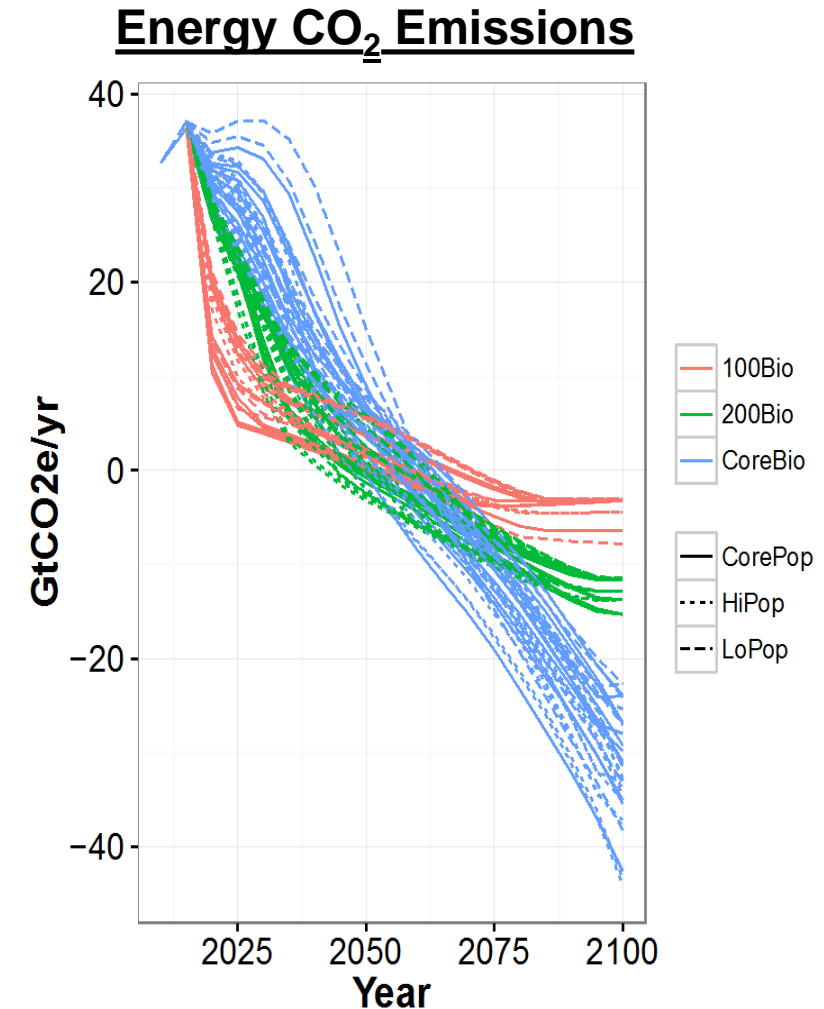 Energy CO₂ Emissions
40
20
0
−20
−40
GtCO2e/yr
2025 2050 2075 2100
Year
100Bio
200Bio
CoreBio
CorePop
HiPop
LoPop